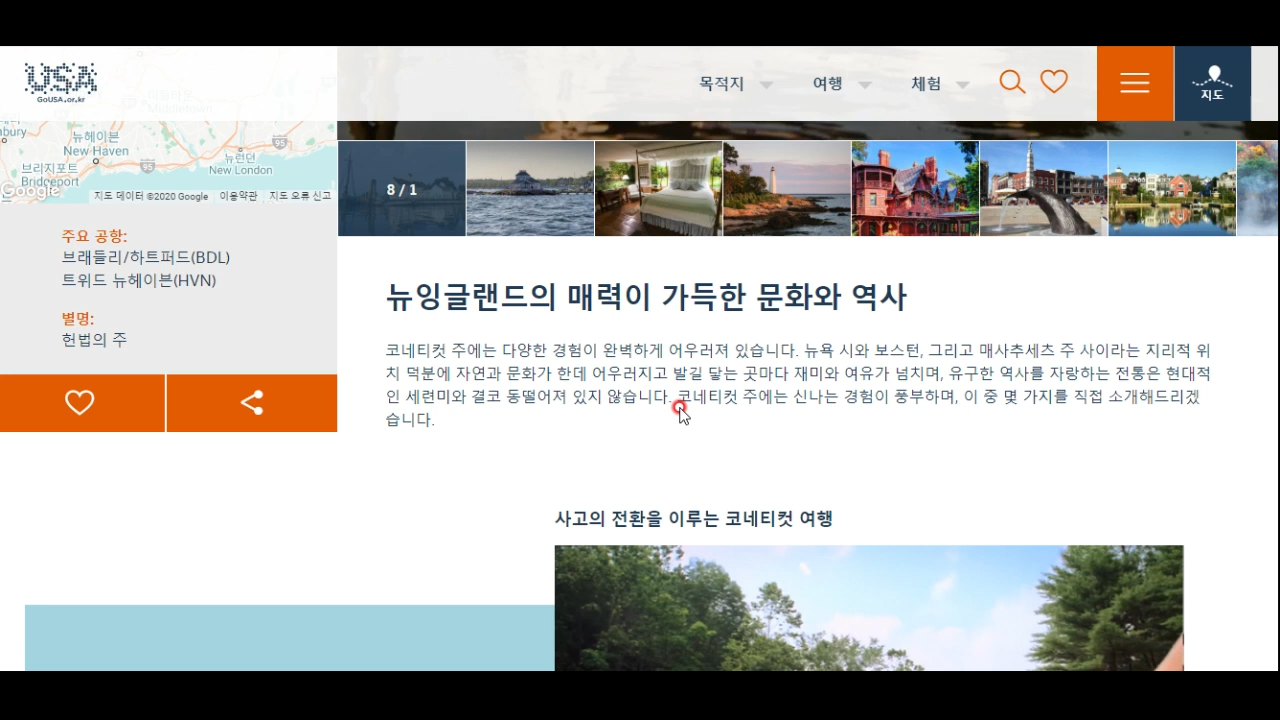 USA
GoUSA.or.kr
목적지
여행
체험
지도
미들타운
Middletown
bury
뉴헤이븐
New Haven
95
브리지포트
Bridgeport
95
뉴런던
New London
Google
지도 데이터 ©2020 Google
이용약관
지도 오류 신고
8 / 1
주요 공항:
브래들리/하트퍼드(BDL)
트위드 뉴헤이븐(HVN)
별명:
헌법의 주
뉴잉글랜드의 매력이 가득한 문화와 역사
코네티컷 주에는 다양한 경험이 완벽하게 어우러져 있습니다. 뉴욕 시와 보스턴, 그리고 매사추세츠 주 사이라는 지리적 위
치 덕분에 자연과 문화가 한데 어우러지고 발길 닿는 곳마다 재미와 여유가 넘치며, 유구한 역사를 자랑하는 전통은 현대적
인 세련미와 결코 동떨어져 있지 않습니다. 코네티컷 주에는 신나는 경험이 풍부하며, 이 중 몇 가지를 직접 소개해드리겠
습니다.
사고의 전환을 이루는 코네티컷 여행